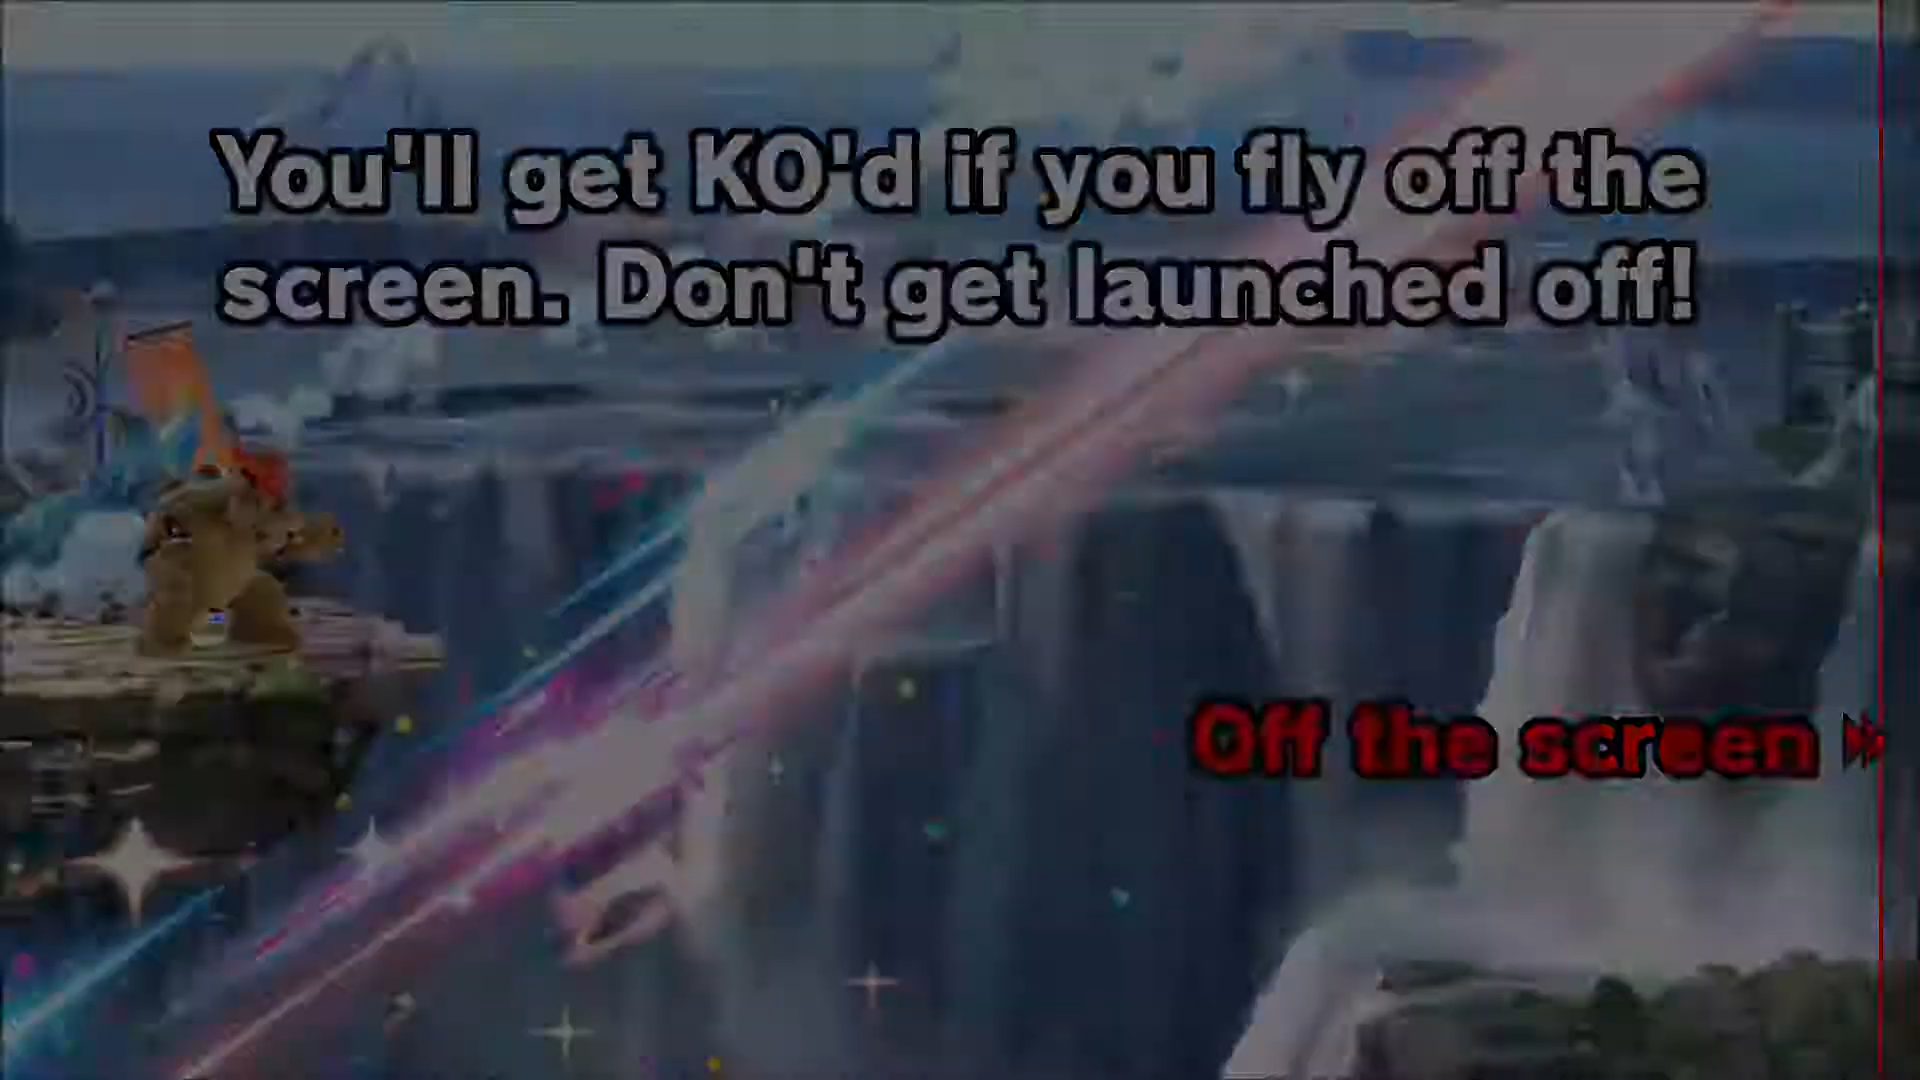 You'll get KO'd if you fly off the
screen. Don't get launched off!
Off the screen